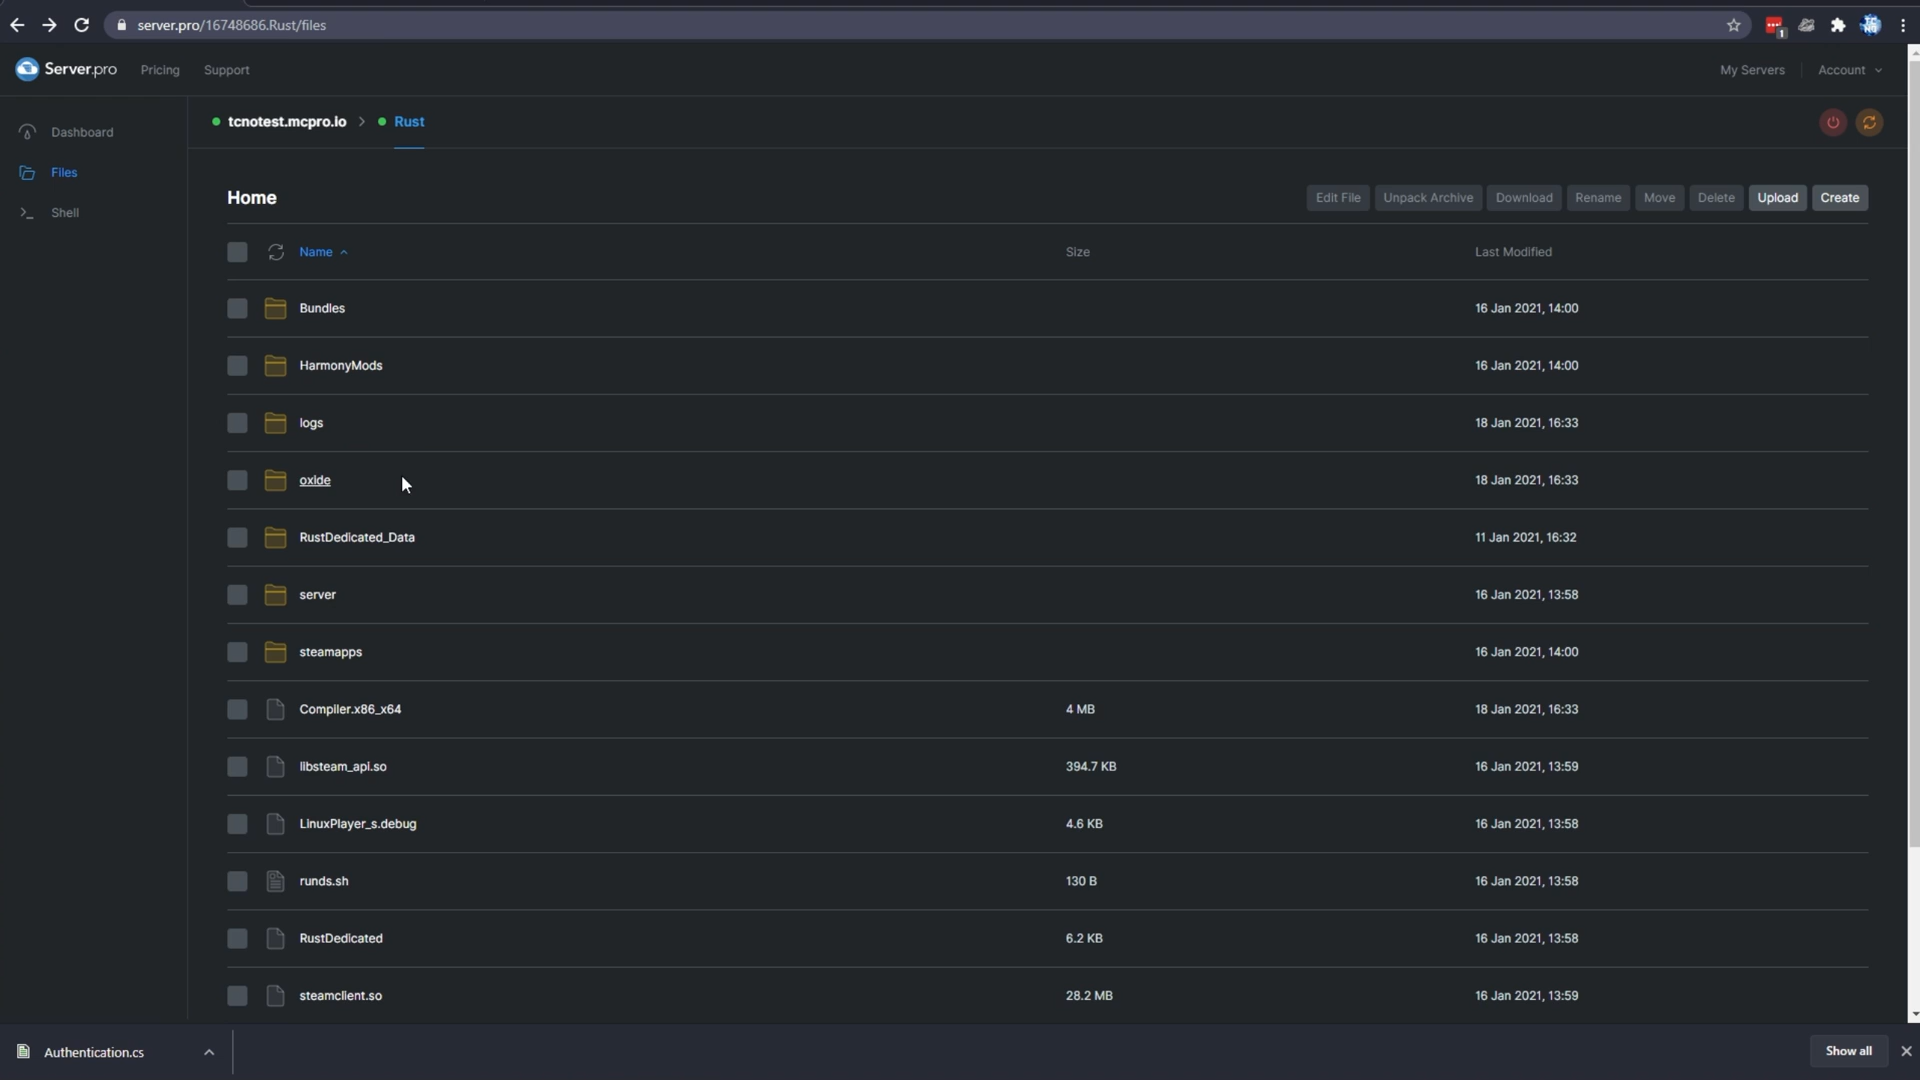 server.pro/16748686.Rust/files
1
Server.pro Pricing Support My Servers Account
Dashboard
Files
Shell
tcnotest.mcpro.io > Rust
Home Edit File Unpack Archive Download Rename Move Delete Upload Create
Name Size Last Modified
Bundles 16 Jan 2021, 14:00
HarmonyMods 16 Jan 2021, 14:00
logs 18 Jan 2021, 16:33
oxide 18 Jan 2021, 16:33
RustDedicated_Data 11 Jan 2021, 16:32
server 16 Jan 2021, 13:58
steamapps 16 Jan 2021, 14:00
Compiler.x86_x64 4 MB 18 Jan 2021, 16:33
libsteam_api.so 394.7 KB 16 Jan 2021, 13:59
LinuxPlayer_s.debug 4.6 KB 16 Jan 2021, 13:58
runds.sh 130 B 16 Jan 2021, 13:58
RustDedicated 6.2 KB 16 Jan 2021, 13:58
steamclient.so 28.2 MB 16 Jan 2021, 13:59
Authentication.cs Show all